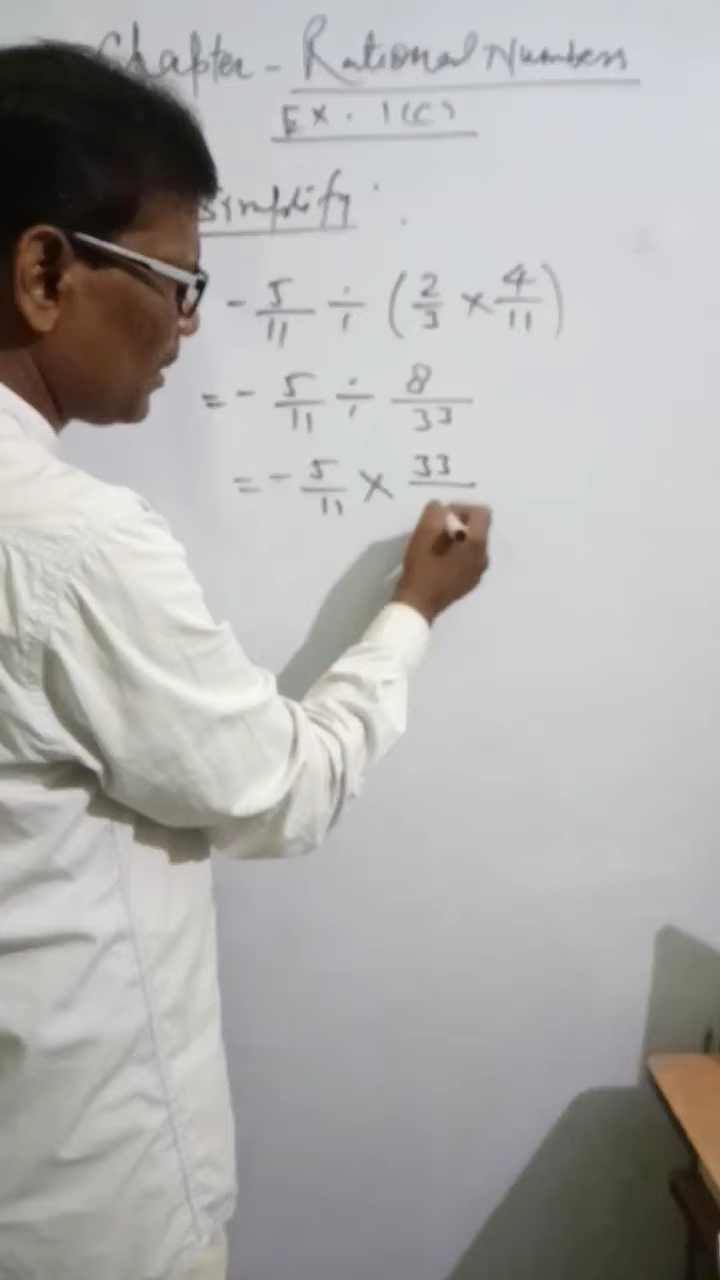 Chapter - Rational Numbers
Ex. 1(C)
Simplify :
- 5/11 ÷ (2/3 × 4/11)
= - 5/11 ÷ 8/33
= - 5/11 × 33/